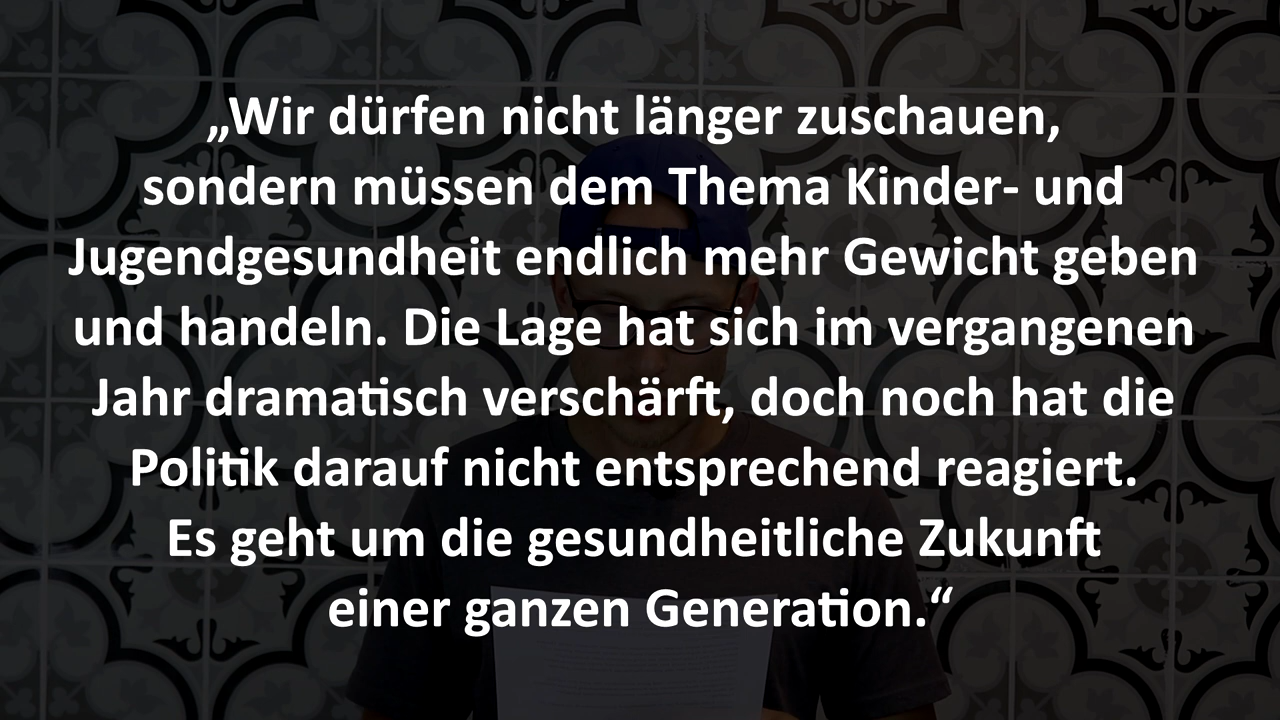 „Wir dürfen nicht länger zuschauen,
sondern müssen dem Thema Kinder- und
Jugendgesundheit endlich mehr Gewicht geben
und handeln. Die Lage hat sich im vergangenen
Jahr dramatisch verschärft, doch noch hat die
Politik darauf nicht entsprechend reagiert.
Es geht um die gesundheitliche Zukunft
einer ganzen Generation.“